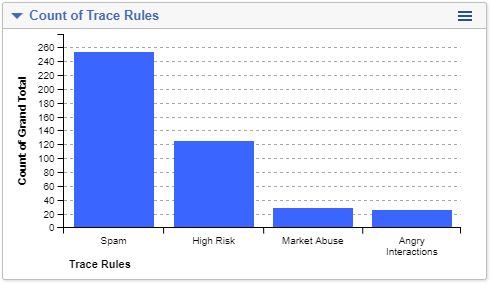 Count of Trace Rules
Count of Grand Total
260
240
220
200
180
160
140
120
100
80
60
40
20
0
Spam
High Risk
Market Abuse
Angry
Interactions
Trace Rules